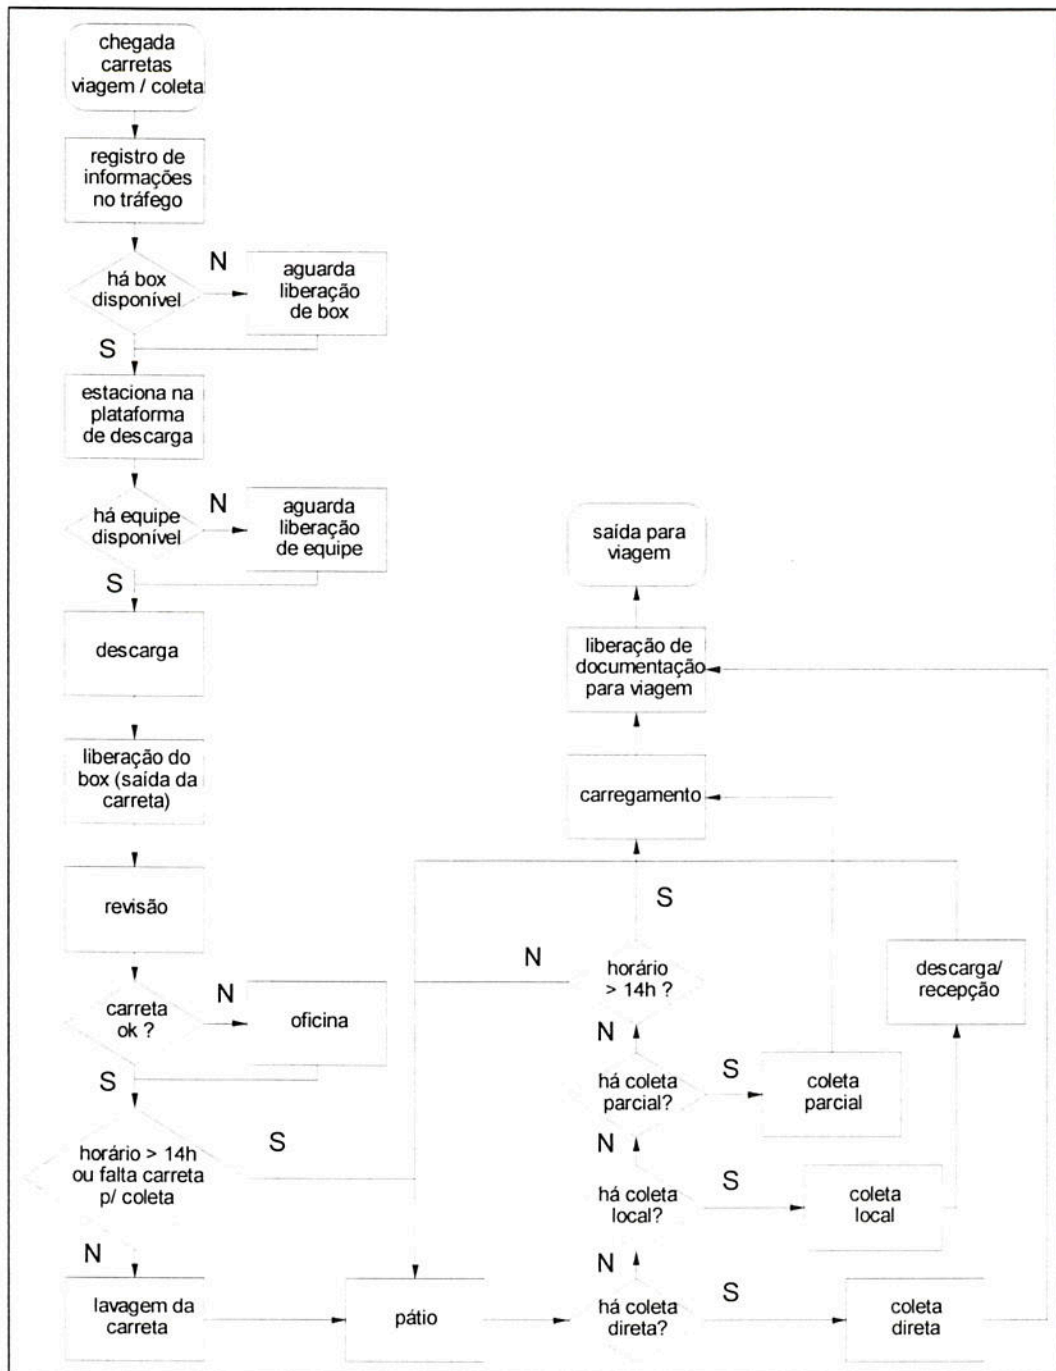 chegada
carretas
viagem / coleta
registro de
informações
no tráfego
há box
disponível
N
aguarda
liberação
de box
S
estaciona na
plataforma
de descarga
há equipe
disponível
N
aguarda
liberação
de equipe
S
descarga
liberação do
box (saída da
carreta)
revisão
carreta
ok ?
N
oficina
S
horário > 14h
ou falta carreta
p/ coleta
S
N
lavagem da
carreta
pátio
há coleta
direta?
S
coleta
direta
N
há coleta
local?
S
coleta
local
N
há coleta
parcial?
S
coleta
parcial
N
horário
> 14h ?
N
S
descarga/
recepção
carregamento
liberação de
documentação
para viagem
saída para
viagem